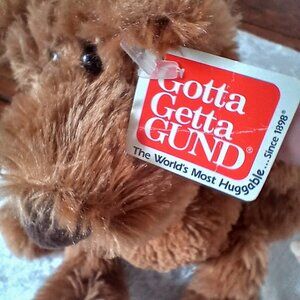 Gotta
Getta
GUND®
The World's Most Huggable...Since 1898®